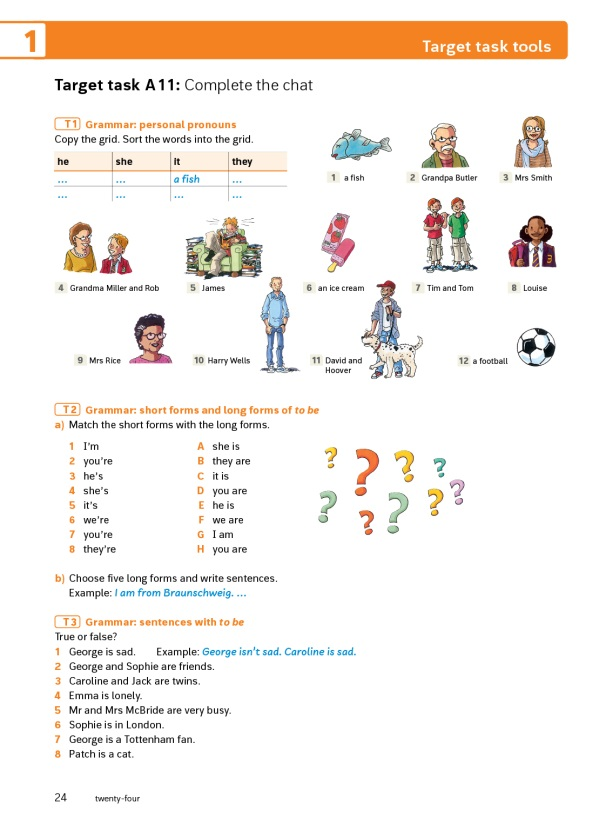 1
Target task tools
Target task A11: Complete the chat
T1 Grammar: personal pronouns
Copy the grid. Sort the words into the grid.
he she it they
... ... a fish ...
... ... ... ...
1 a fish
2 Grandpa Butler
3 Mrs Smith
4 Grandma Miller and Rob
5 James
6 an ice cream
7 Tim and Tom
8 Louise
9 Mrs Rice
10 Harry Wells
11 David and
Hoover
12 a football
T2 Grammar: short forms and long forms of to be
a) Match the short forms with the long forms.
1 I'm A she is
2 you're B they are
3 he's C it is
4 she's D you are
5 it's E he is
6 we're F we are
7 you're G I am
8 they're H you are
b) Choose five long forms and write sentences.
Example: I am from Braunschweig. ...
T3 Grammar: sentences with to be
True or false?
1 George is sad. Example: George isn't sad. Caroline is sad.
2 George and Sophie are friends.
3 Caroline and Jack are twins.
4 Emma is lonely.
5 Mr and Mrs McBride are very busy.
6 Sophie is in London.
7 George is a Tottenham fan.
8 Patch is a cat.
24 twenty-four